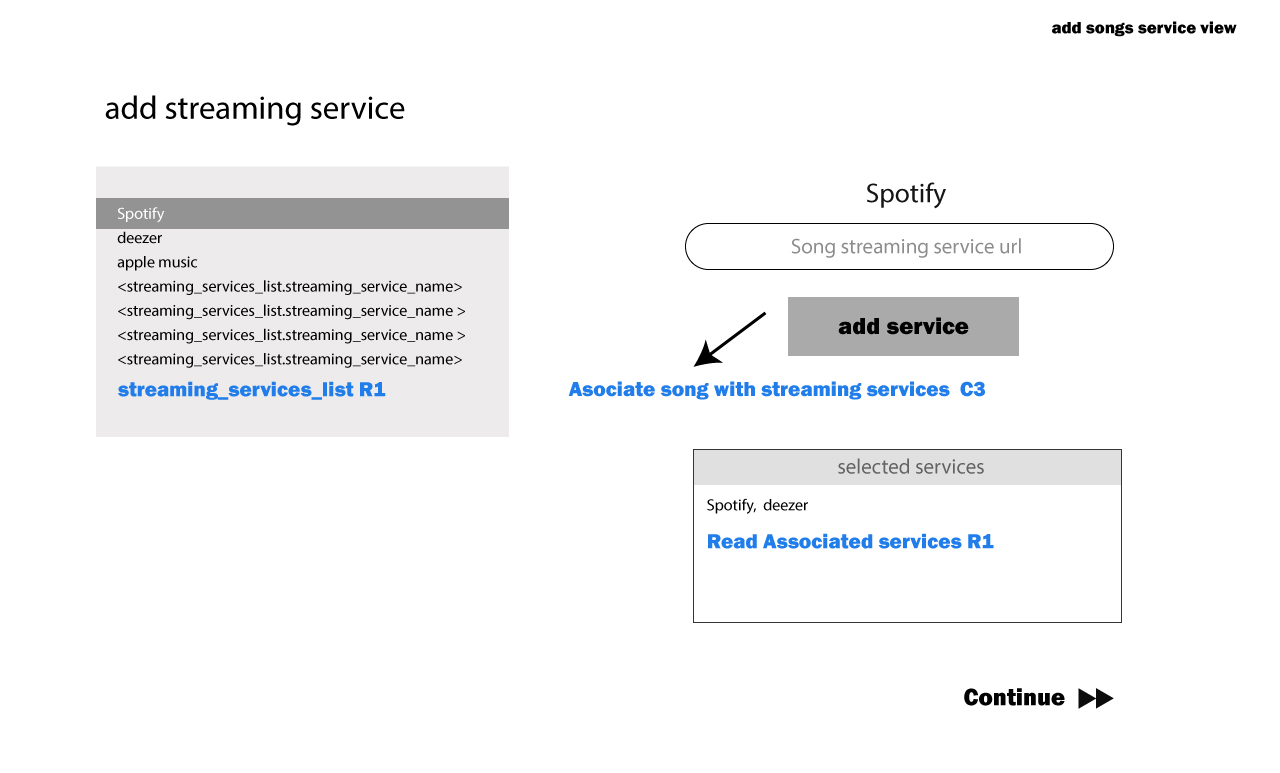 add songs service view
add streaming service
Spotify
deezer
apple music
<streaming_services_list.streaming_service_name>
<streaming_services_list.streaming_service_name >
<streaming_services_list.streaming_service_name >
<streaming_services_list.streaming_service_name>
streaming_services_list R1
Spotify
Song streaming service url
add service
Asociate song with streaming services  C3
selected services
Spotify,  deezer
Read Associated services R1
Continue